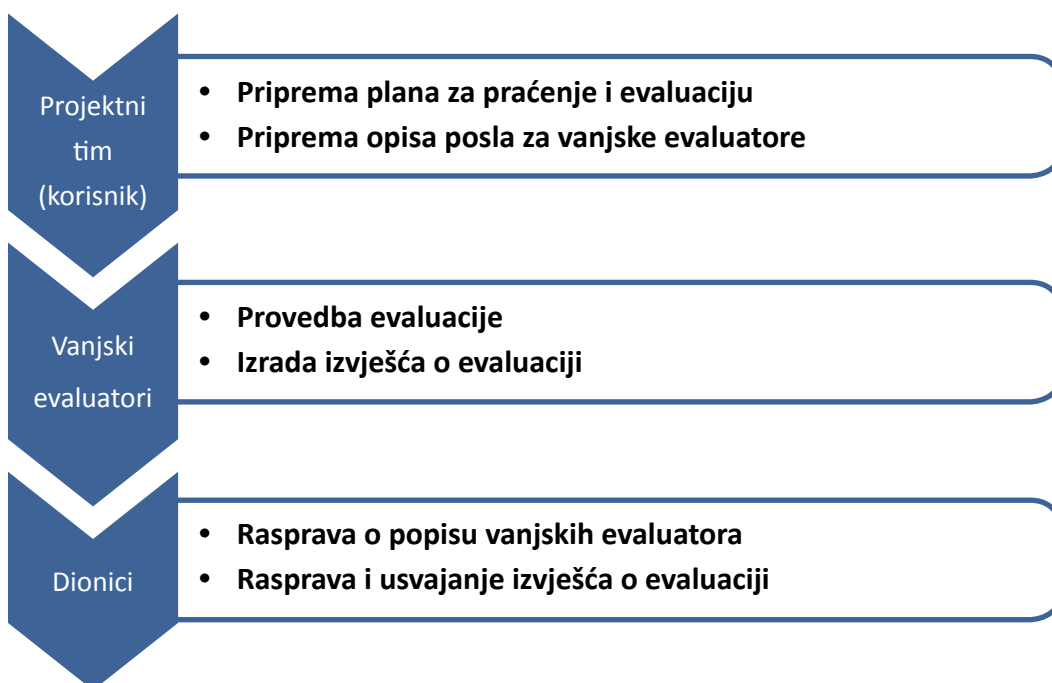 Projektni
tim
(korisnik)
• Priprema plana za praćenje i evaluaciju
• Priprema opisa posla za vanjske evaluatore
Vanjski
evaluatori
• Provedba evaluacije
• Izrada izvješća o evaluaciji
Dionici
• Rasprava o popisu vanjskih evaluatora
• Rasprava i usvajanje izvješća o evaluaciji